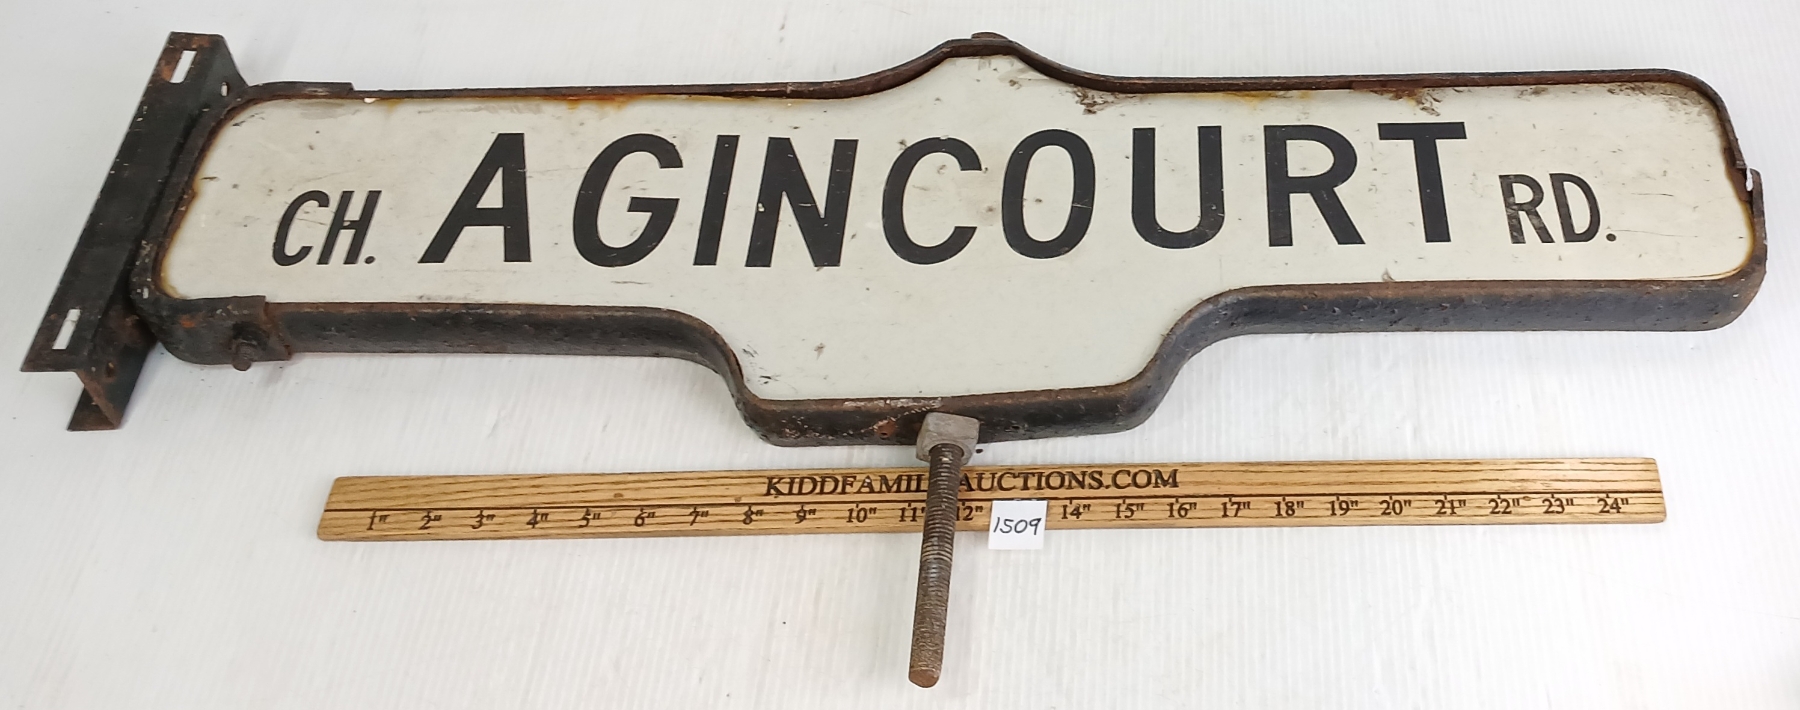 CH. AGINCOURT RD.
KIDDFAMILYAUCTIONS.COM
1" 2" 3" 4" 5" 6" 7" 8" 9" 10" 11" 12" 14" 15" 16" 17" 18" 19" 20" 21" 22" 23" 24"
1509